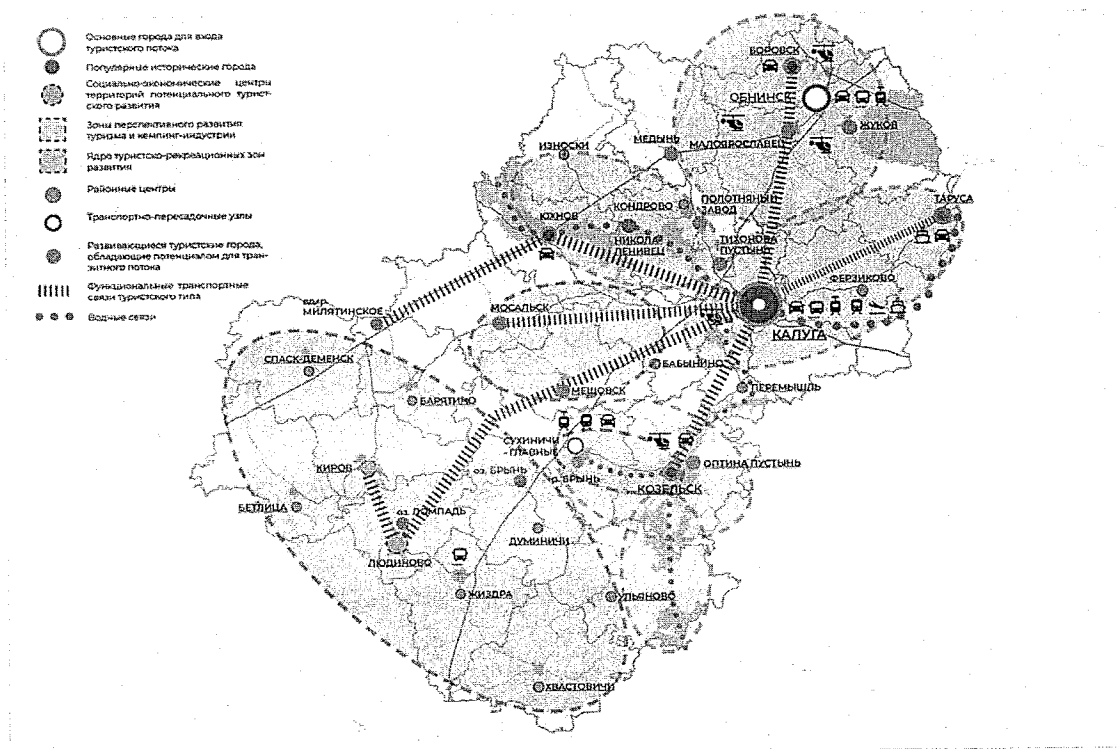 Основные города для входа
туристского потока
Популярные исторические города
Социально-экономические центры
территорий потенциального турист-
ского развития
Зоны перспективного развития
туризма и кемпинг-индустрии
Ядра туристско-рекреационных зон
развития
Районные центры
Транспортно-пересадочные узлы
Развивающиеся туристские города,
обладающие потенциалом для тран-
зитного потока
Функциональные транспортные
связи туристского типа
Водные связи
БОРОВСК
ОБНИНСК
ЖУКОВ
МАЛОЯРОСЛАВЕЦ
МЕДЫНЬ
ИЗНОСКИ
КОНДРОВО
ПОЛОТНЯНЫЙ
ЗАВОД
ТАРУСА
ЮХНОВ
НИКОЛА-
ЛЕНИВЕЦ
ТИХОНОВА
ПУСТЫНЬ
ФЕРЗИКОВО
ВДХР.
МИЛЯТИНСКОЕ
МОСАЛЬСК
КАЛУГА
СПАСК-ДЕМЕНСК
БАБЫНИНО
БАРЯТИНО
МЕЩОВСК
ПЕРЕМЫШЛЬ
СУХИНИЧИ
-ГЛАВНЫЕ
КИРОВ
оз. БРЫНЬ
р. БРЫНЬ
ОПТИНА ПУСТЫНЬ
КОЗЕЛЬСК
БЕТЛИЦА
оз. ЛОМПАДЬ
ДУМИНИЧИ
ЛЮДИНОВО
ЖИЗДРА
УЛЬЯНОВО
ХВАСТОВИЧИ